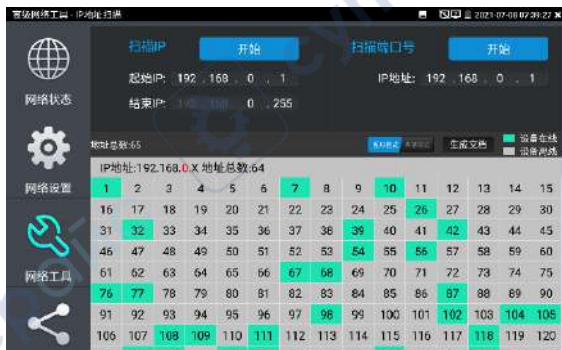 高级网络工具 - IP地址扫描
2021-07-08 07:39:27
扫描IP 开始
扫描端口号 开始
起始IP: 192 . 168 . 0 . 1
IP地址: 192 . 168 . 0 . 1
结束IP: 192 . 168 . 0 . 255
网络状态
地址总数:65
生成文档
设备在线
设备离线
IP地址:192.168.0.X 地址总数:64
网络设置
1 2 3 4 5 6 7 8 9 10 11 12 13 14 15
16 17 18 19 20 21 22 23 24 25 26 27 28 29 30
31 32 33 34 35 36 37 38 39 40 41 42 43 44 45
46 47 48 49 50 51 52 53 54 55 56 57 58 59 60
网络工具
61 62 63 64 65 66 67 68 69 70 71 72 73 74 75
76 77 78 79 80 81 82 83 84 85 86 87 88 89 90
91 92 93 94 95 96 97 98 99 100 101 102 103 104 105
106 107 108 109 110 111 112 113 114 115 116 117 118 119 120